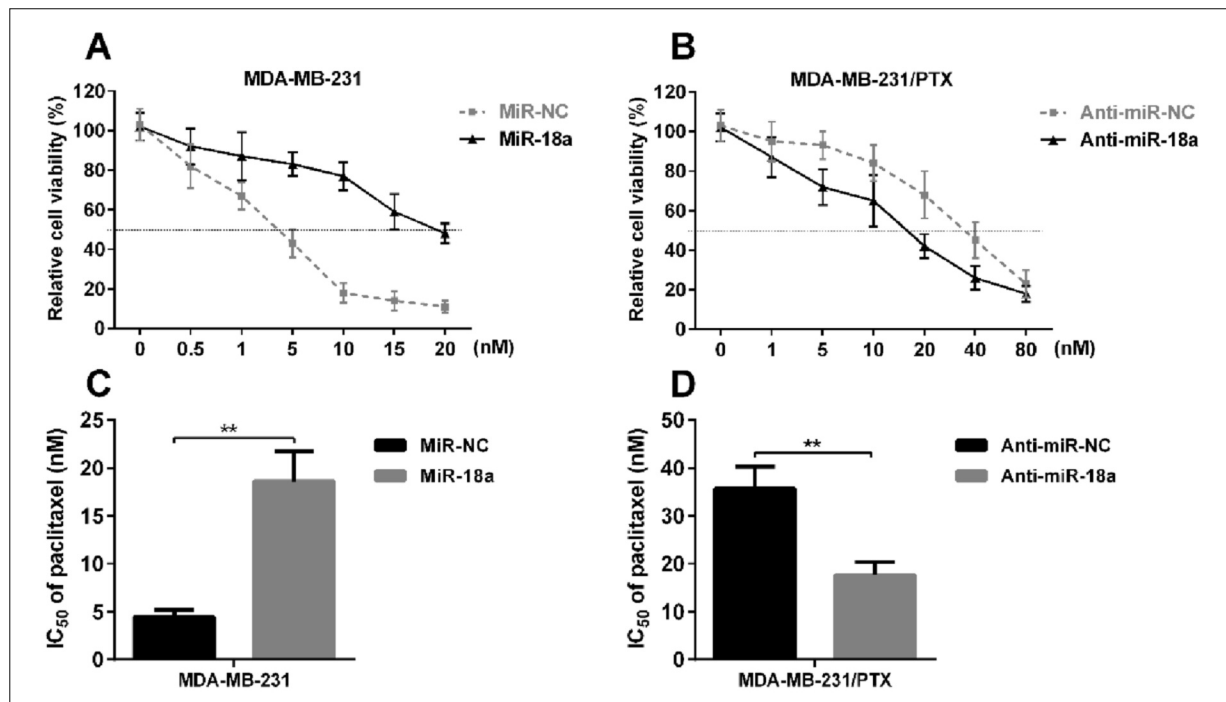 A
MDA-MB-231
Relative cell viability (%)
120
100
80
60
40
20
0
0 0.5 1 5 10 15 20 (nM)
MiR-NC
MiR-18a
B
MDA-MB-231/PTX
Relative cell viability (%)
120
100
80
60
40
20
0
0 1 5 10 20 40 80 (nM)
Anti-miR-NC
Anti-miR-18a
C
IC50 of paclitaxel (nM)
25
20
15
10
5
0
**
MDA-MB-231
MiR-NC
MiR-18a
D
IC50 of paclitaxel (nM)
50
40
30
20
10
0
**
MDA-MB-231/PTX
Anti-miR-NC
Anti-miR-18a